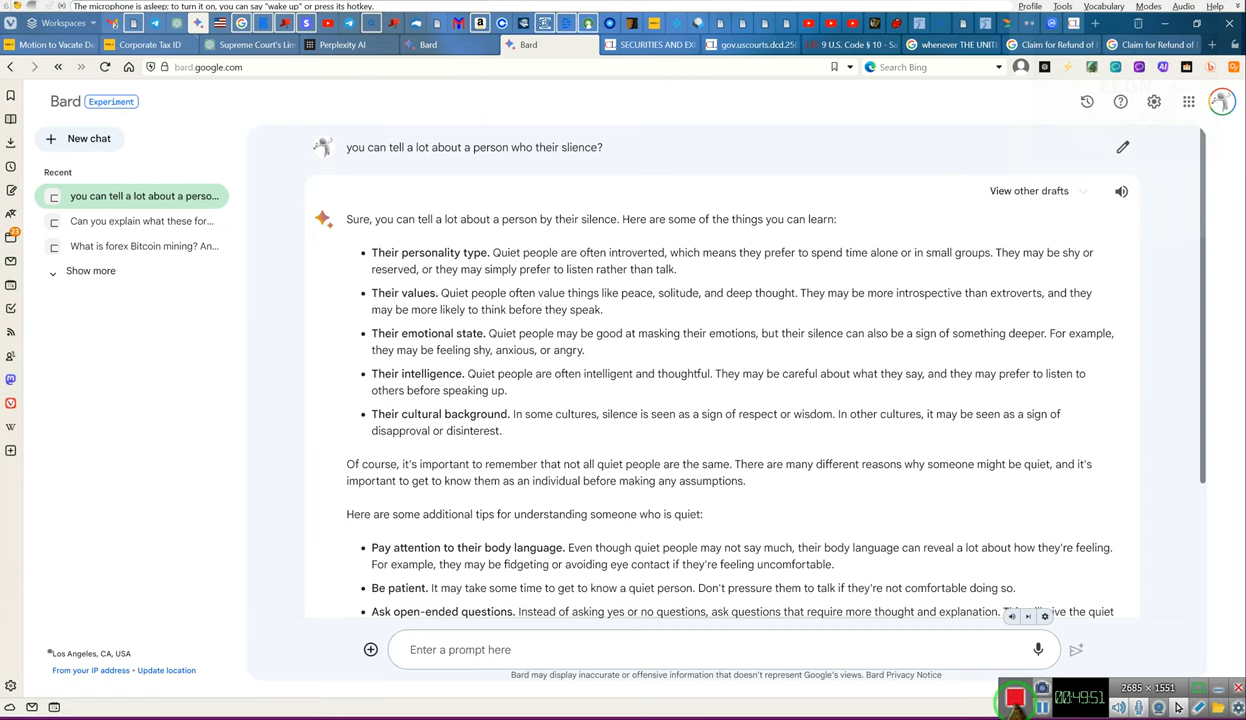 The microphone is asleep; to turn it on, you can say "wake up" or press its hotkey.
Profile Tools Vocabulary Modes Audio Help
Workspaces
Motion to Vacate D
Corporate Tax ID
Supreme Court's Lin
Perplexity AI
Bard
Bard
SECURITIES AND EX
gov.uscourts.dcd.256
9 U.S. Code § 10 - S
whenever THE UNIT
Claim for Refund of
Claim for Refund of
bard.google.com
Search Bing
Bard Experiment
New chat
Recent
you can tell a lot about a perso...
Can you explain what these for...
What is forex Bitcoin mining? An...
Show more
23
you can tell a lot about a person who their slience?
View other drafts
Sure, you can tell a lot about a person by their silence. Here are some of the things you can learn:
• Their personality type. Quiet people are often introverted, which means they prefer to spend time alone or in small groups. They may be shy or
reserved, or they may simply prefer to listen rather than talk.
• Their values. Quiet people often value things like peace, solitude, and deep thought. They may be more introspective than extroverts, and they
may be more likely to think before they speak.
• Their emotional state. Quiet people may be good at masking their emotions, but their silence can also be a sign of something deeper. For example,
they may be feeling shy, anxious, or angry.
• Their intelligence. Quiet people are often intelligent and thoughtful. They may be careful about what they say, and they may prefer to listen to
others before speaking up.
• Their cultural background. In some cultures, silence is seen as a sign of respect or wisdom. In other cultures, it may be seen as a sign of
disapproval or disinterest.
Of course, it's important to remember that not all quiet people are the same. There are many different reasons why someone might be quiet, and it's
important to get to know them as an individual before making any assumptions.
Here are some additional tips for understanding someone who is quiet:
• Pay attention to their body language. Even though quiet people may not say much, their body language can reveal a lot about how they're feeling.
For example, they may be fidgeting or avoiding eye contact if they're feeling uncomfortable.
• Be patient. It may take some time to get to know a quiet person. Don't pressure them to talk if they're not comfortable doing so.
• Ask open-ended questions. Instead of asking yes or no questions, ask questions that require more thought and explanation. ive the quiet
Enter a prompt here
Bard may display inaccurate or offensive information that doesn't represent Google's views. Bard Privacy Notice
Los Angeles, CA, USA
From your IP address • Update location
00:49:51
2685 × 1551